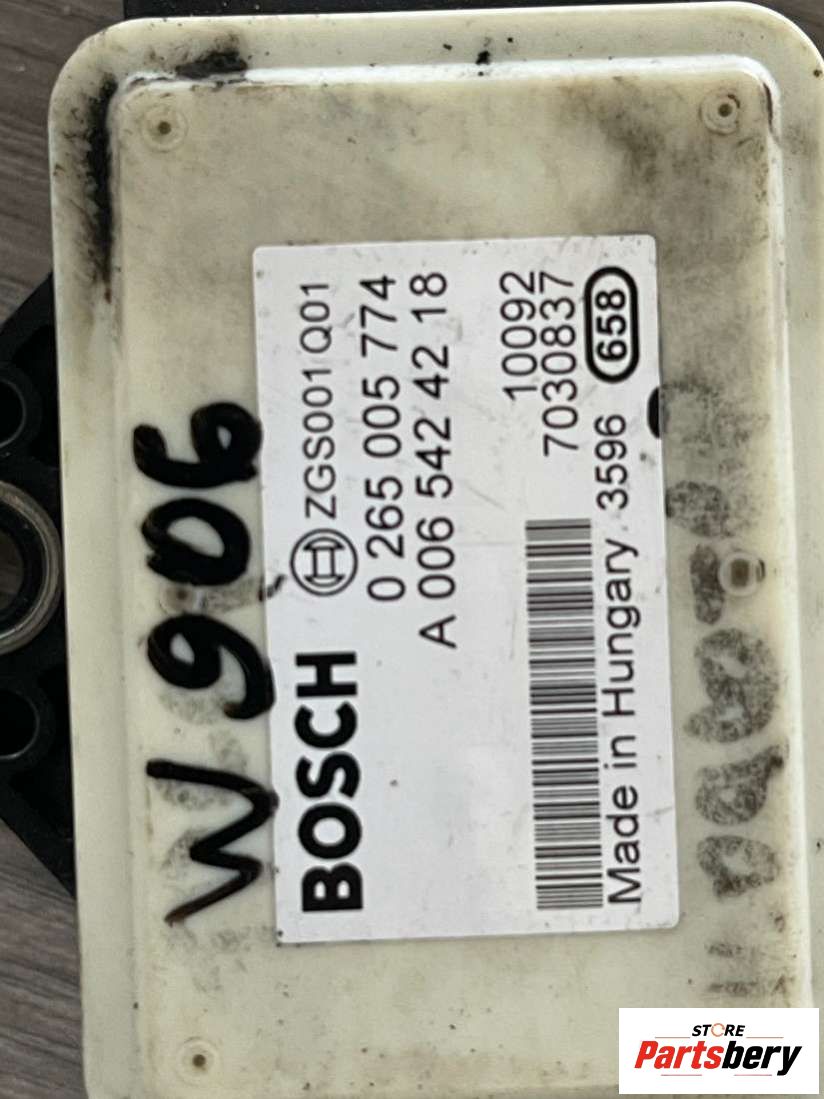 W906
BOSCH ZGS001 Q01
0 265 005 774
A 006 542 42 18
10092
7030837
Made in Hungary 3596 658
STORE
Partsbery